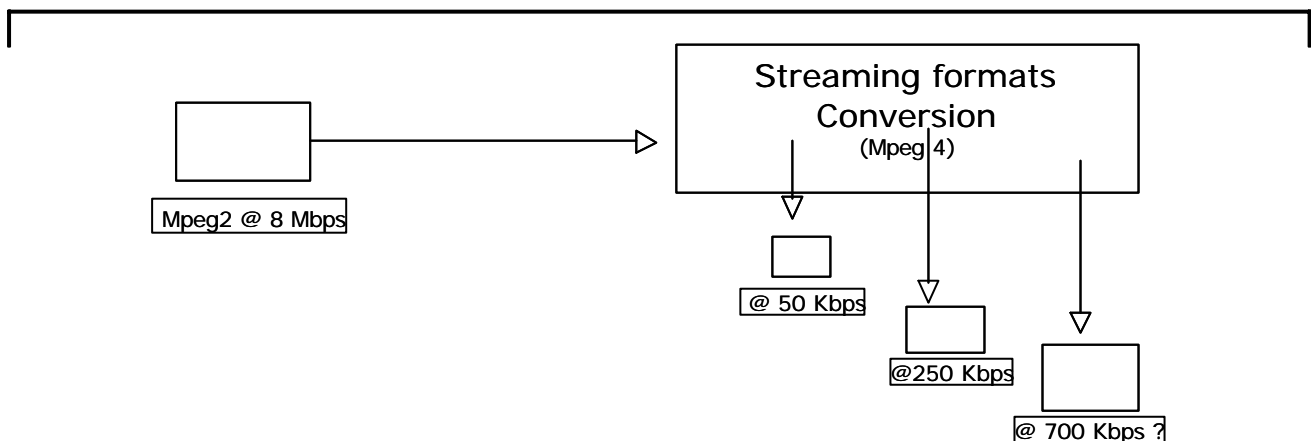 Streaming formats
Conversion
(Mpeg 4)
Mpeg2 @ 8 Mbps
@ 50 Kbps
@250 Kbps
@ 700 Kbps ?